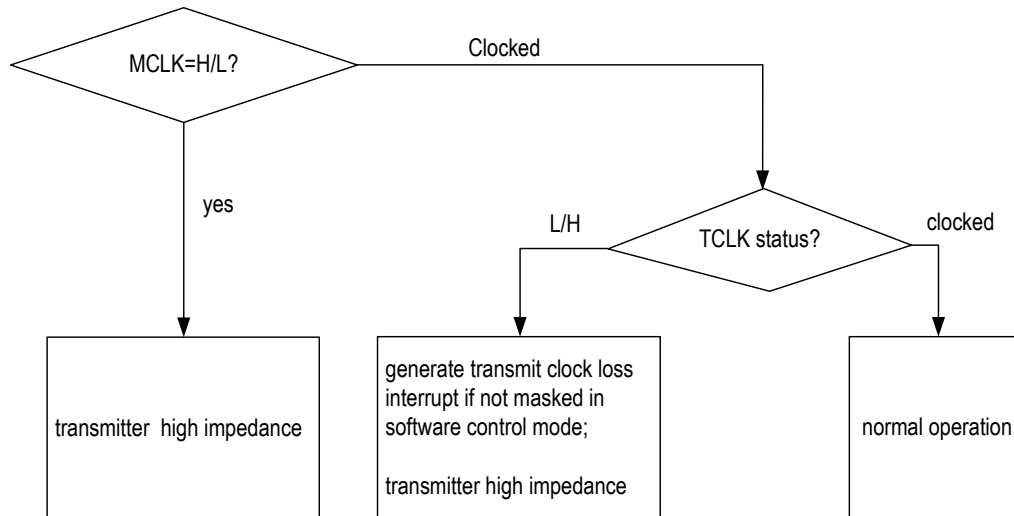 MCLK=H/L?
Clocked
yes
L/H
TCLK status?
clocked
transmitter high impedance
generate transmit clock loss
interrupt if not masked in
software control mode;
transmitter high impedance
normal operation